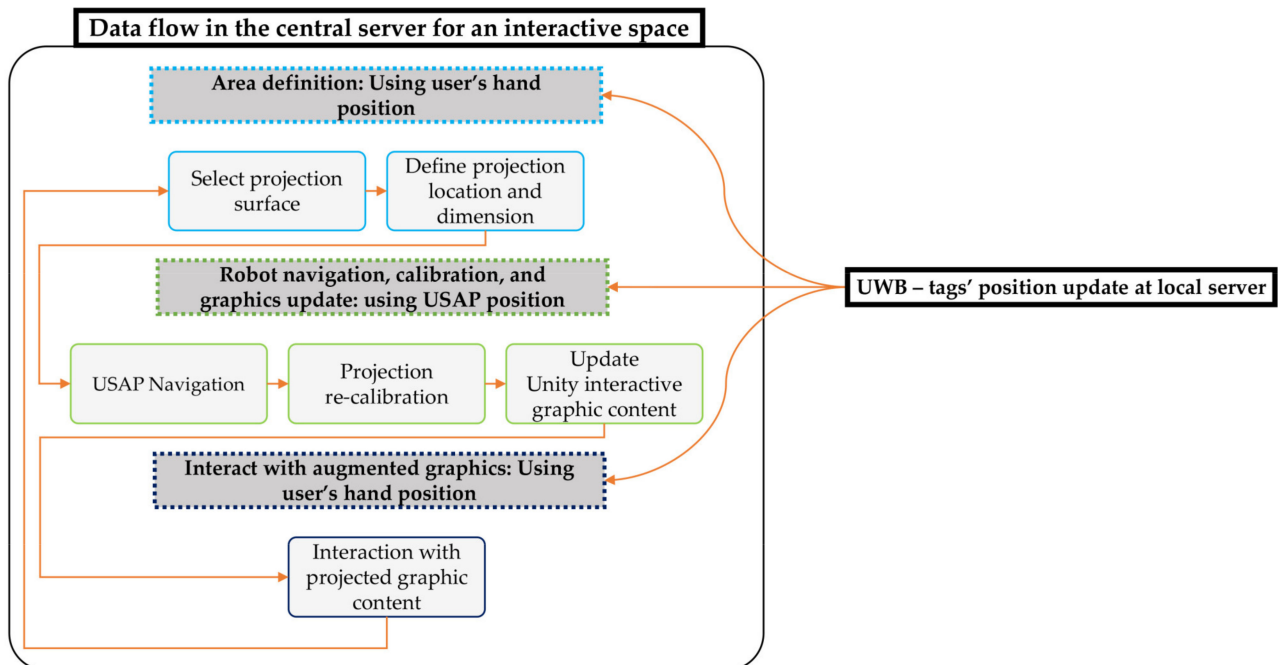 Data flow in the central server for an interactive space
Area definition: Using user’s hand
position
Select projection
surface
Define projection
location and
dimension
Robot navigation, calibration, and
graphics update: using USAP position
UWB – tags’ position update at local server
USAP Navigation
Projection
re-calibration
Update
Unity interactive
graphic content
Interact with augmented graphics: Using
user’s hand position
Interaction with
projected graphic
content